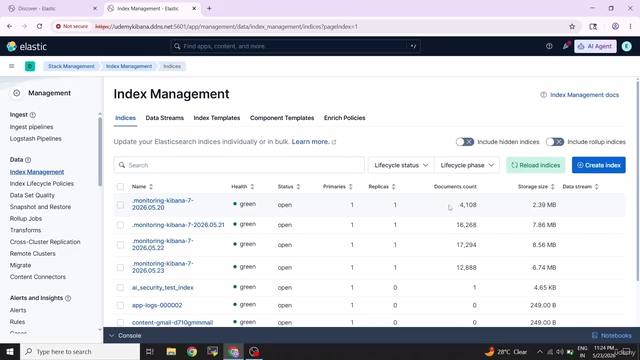 Discover - Elastic
Index Management - Elastic
Not secure https://udemykibana.ddns.net:5601/app/management/data/index_management/indices?pageIndex=1
elastic
Find apps, content, and more.
AI Agent
E
D
Stack Management
Index Management
Indices
Management
Ingest
Ingest pipelines
Logstash Pipelines
Data
Index Management
Index Lifecycle Policies
Data Set Quality
Snapshot and Restore
Rollup Jobs
Transforms
Cross-Cluster Replication
Remote Clusters
Migrate
Content Connectors
Alerts and Insights
Alerts
Rules
Index Management
Index Management docs
Indices
Data Streams
Index Templates
Component Templates
Enrich Policies
Update your Elasticsearch indices individually or in bulk. Learn more.
Include hidden indices
Include rollup indices
Search
Lifecycle status
Lifecycle phase
Reload indices
Create index
Name Health Status Primaries Replicas Documents count Storage size Data stream
.monitoring-kibana-7-2026.05.20 green open 1 1 4,108 2.39 MB
.monitoring-kibana-7-2026.05.21 green open 1 1 16,268 7.86 MB
.monitoring-kibana-7-2026.05.22 green open 1 1 17,294 8.56 MB
.monitoring-kibana-7-2026.05.23 green open 1 1 12,888 6.74 MB
ai_security_test_index green open 1 1 1 4.65 KB
app-logs-000002 green open 1 1 0 249.00 B
green open 1 1 0 249.00 B
Console
Notebooks
Type here to search
28°C Clear
ENG
IN
11:24 PM
5/23/2026
Udemy